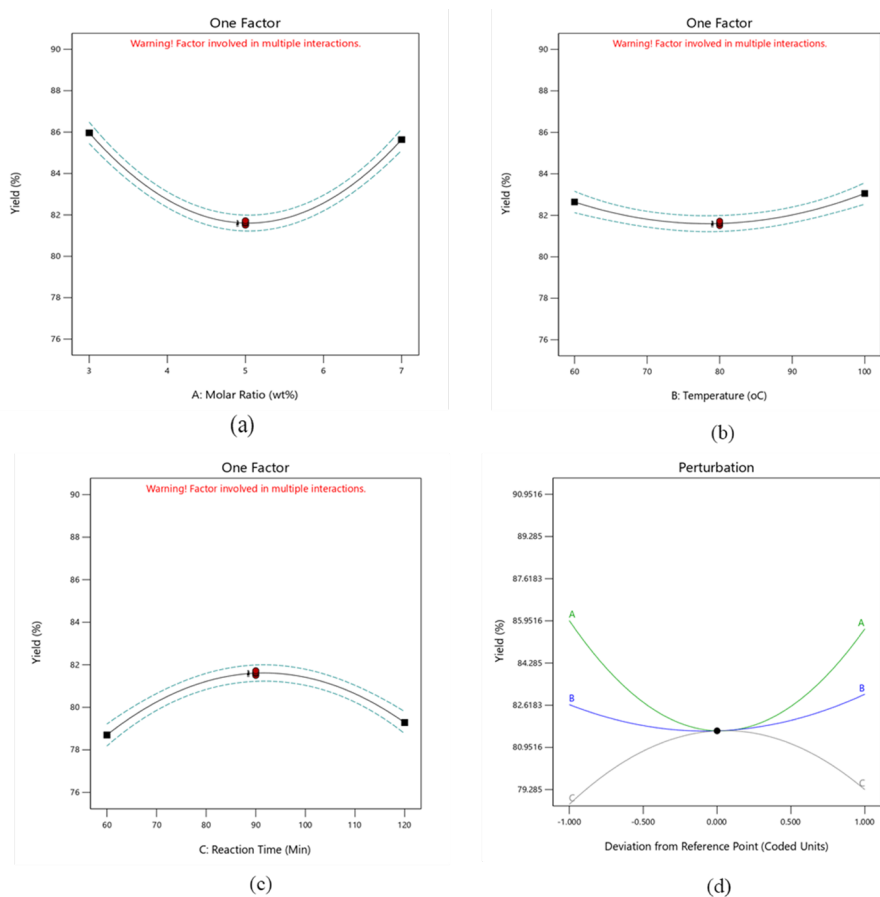 One Factor
Warning! Factor involved in multiple interactions.
90
88
86
84
82
80
78
76
Yield (%)
3 4 5 6 7
A: Molar Ratio (wt%)
(a)
One Factor
Warning! Factor involved in multiple interactions.
90
88
86
84
82
80
78
76
Yield (%)
60 70 80 90 100
B: Temperature (oC)
(b)
One Factor
Warning! Factor involved in multiple interactions.
90
88
86
84
82
80
78
76
Yield (%)
60 70 80 90 100 110 120
C: Reaction Time (Min)
(c)
Perturbation
90.9516
89.285
87.6183
85.9516
84.285
82.6183
80.9516
79.285
Yield (%)
A
A
B
B
C
C
-1.000 -0.500 0.000 0.500 1.000
Deviation from Reference Point (Coded Units)
(d)